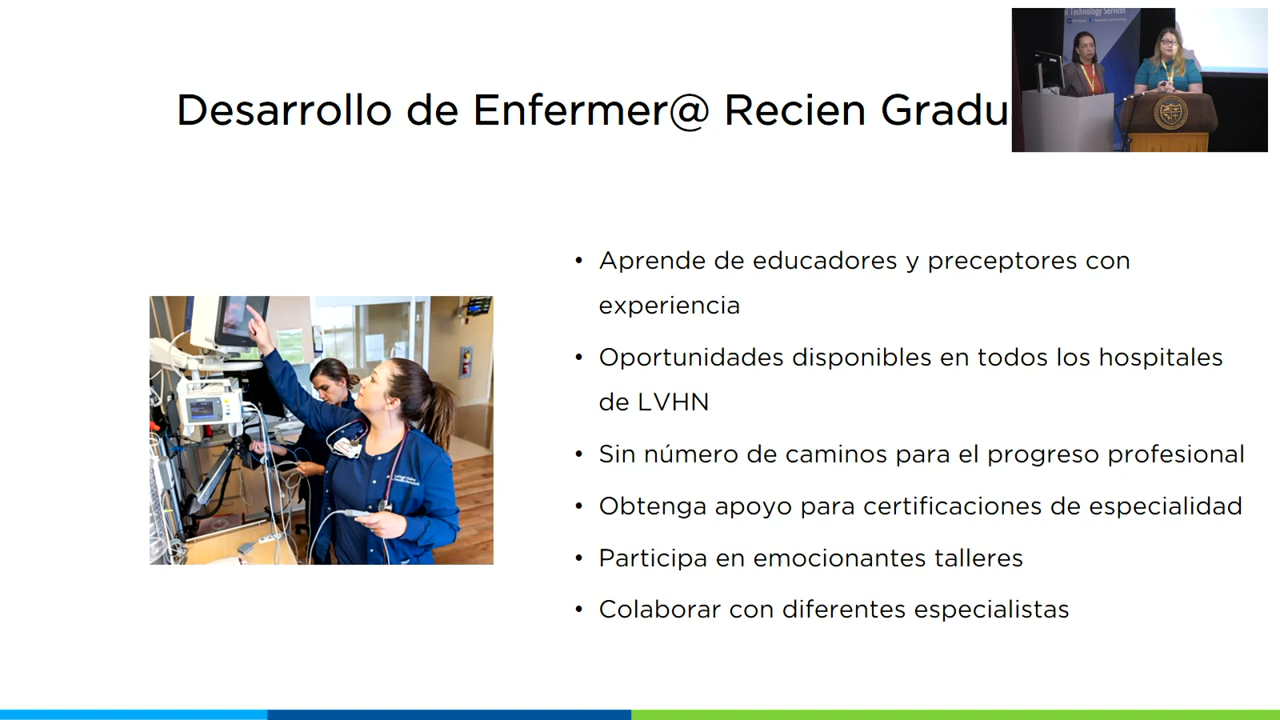 l Technology Services
Desarrollo de Enfermer@ Recien Gradu
• Aprende de educadores y preceptores con
experiencia
• Oportunidades disponibles en todos los hospitales
de LVHN
• Sin número de caminos para el progreso profesional
• Obtenga apoyo para certificaciones de especialidad
• Participa en emocionantes talleres
• Colaborar con diferentes especialistas